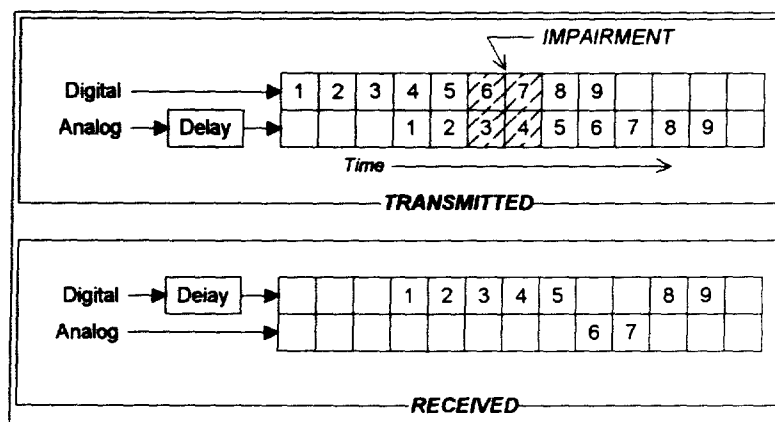 IMPAIRMENT
Digital 1 2 3 4 5 6 7 8 9
Analog Delay 1 2 3 4 5 6 7 8 9
Time
TRANSMITTED
Digital Delay 1 2 3 4 5 8 9
Analog 6 7
RECEIVED